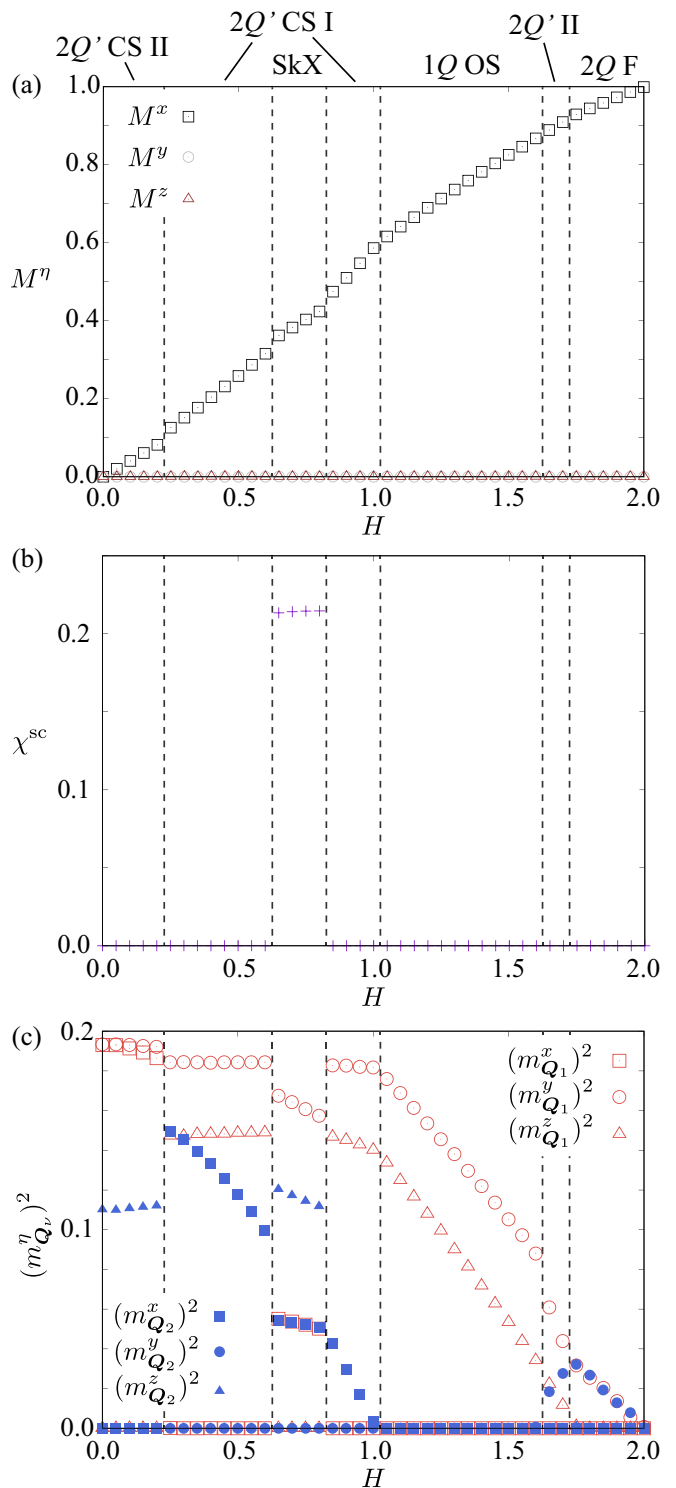 2Q’ CS I
2Q’ II
2Q’ CS II
SkX
1Q OS
2Q F
(a)
1.0
M^x
M^y
0.8
M^z
0.6
M^η
0.4
0.2
0.0
0.0 0.5 1.0 1.5 2.0
H
(b)
0.2
χ^sc
0.1
0.0
0.0 0.5 1.0 1.5 2.0
H
(c)
0.2
(m^x_Q₁)²
(m^y_Q₁)²
(m^z_Q₁)²
0.1
(m^η_Qν)²
(m^x_Q₂)²
(m^y_Q₂)²
(m^z_Q₂)²
0.0
0.0 0.5 1.0 1.5 2.0
H